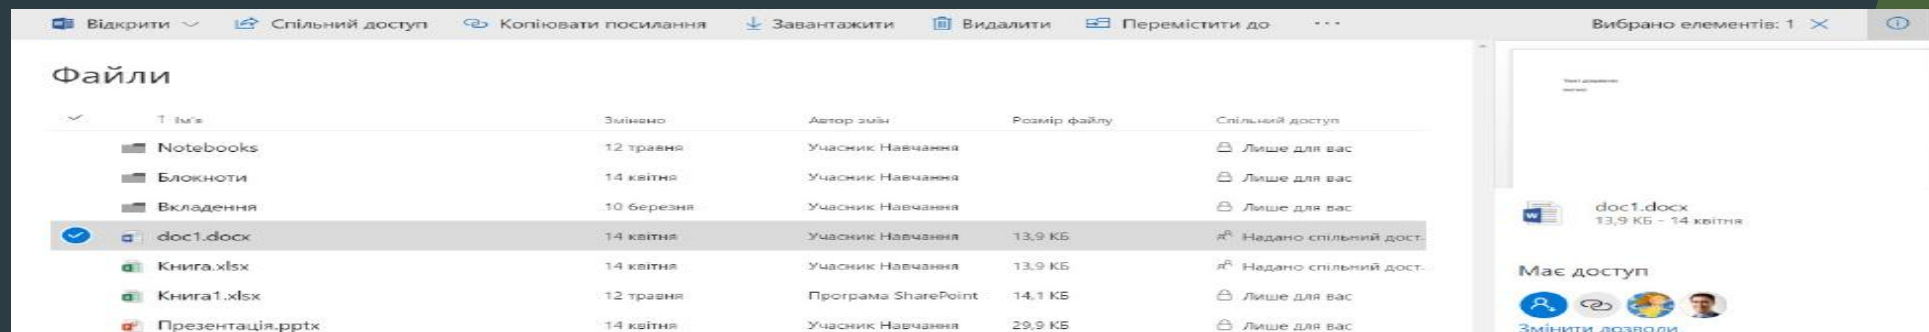 Відкрити Спільний доступ Копіювати посилання Завантажити Видалити Перемістити до ... Вибрано елементів: 1
Файли
↑ Ім'я Змінено Автор змін Розмір файлу Спільний доступ
Notebooks 12 травня Учасник Навчання Лише для вас
Блокноти 14 квітня Учасник Навчання Лише для вас
Вкладення 10 березня Учасник Навчання Лише для вас
doc1.docx 14 квітня Учасник Навчання 13,9 КБ Надано спільний дост...
Книга.xlsx 14 квітня Учасник Навчання 13,9 КБ Надано спільний дост...
Книга1.xlsx 12 травня Програма SharePoint 14,1 КБ Лише для вас
Презентація.pptx 14 квітня Учасник Навчання 29,9 КБ Лише для вас
doc1.docx
13,9 КБ - 14 квітня
Має доступ
Змінити дозволи